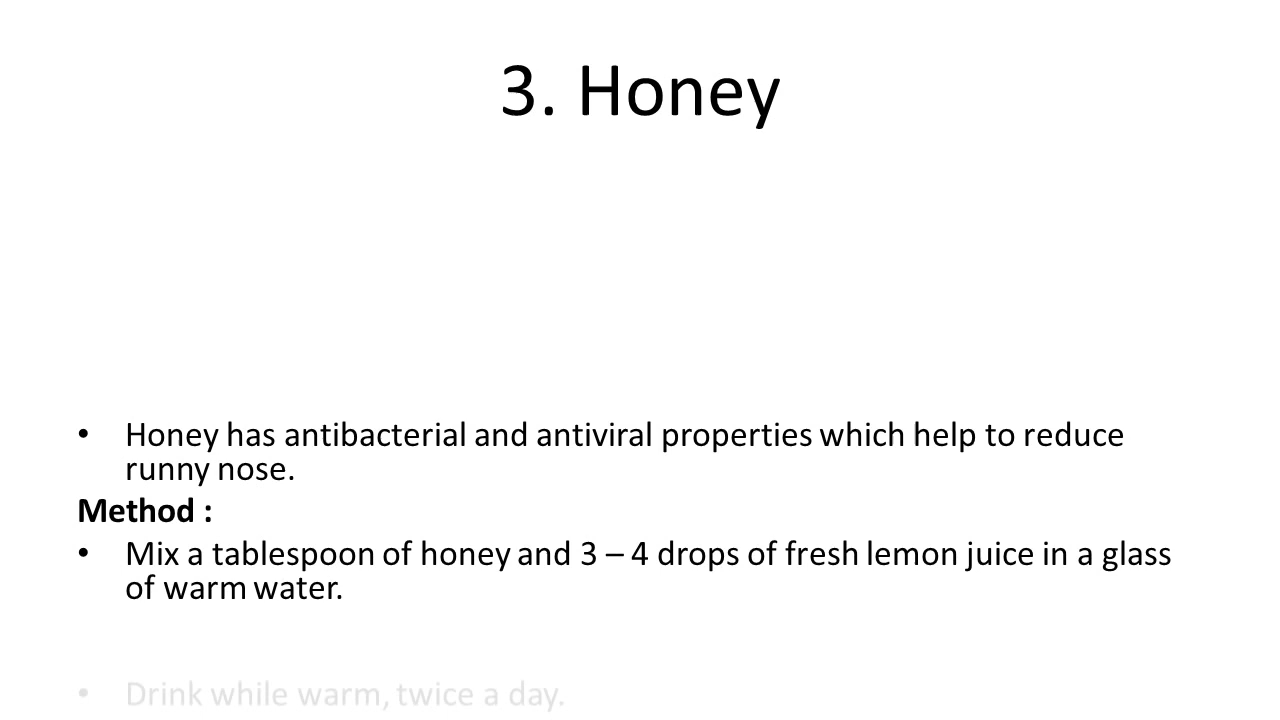 3. Honey
• Honey has antibacterial and antiviral properties which help to reduce
runny nose.
Method :
• Mix a tablespoon of honey and 3 – 4 drops of fresh lemon juice in a glass
of warm water.
• Drink while warm, twice a day.